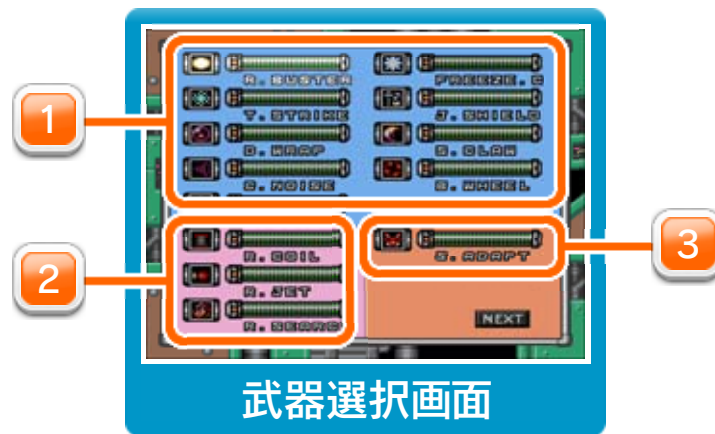 1
R. BUSTER
FREEZE. C
T. STRIKE
J. SHIELD
D. WRAP
S. CLAW
C. NOISE
S. WHEEL
2
3
R. COIL
S. ADAPT
R. JET
R. SEARC
NEXT
武器選択画面